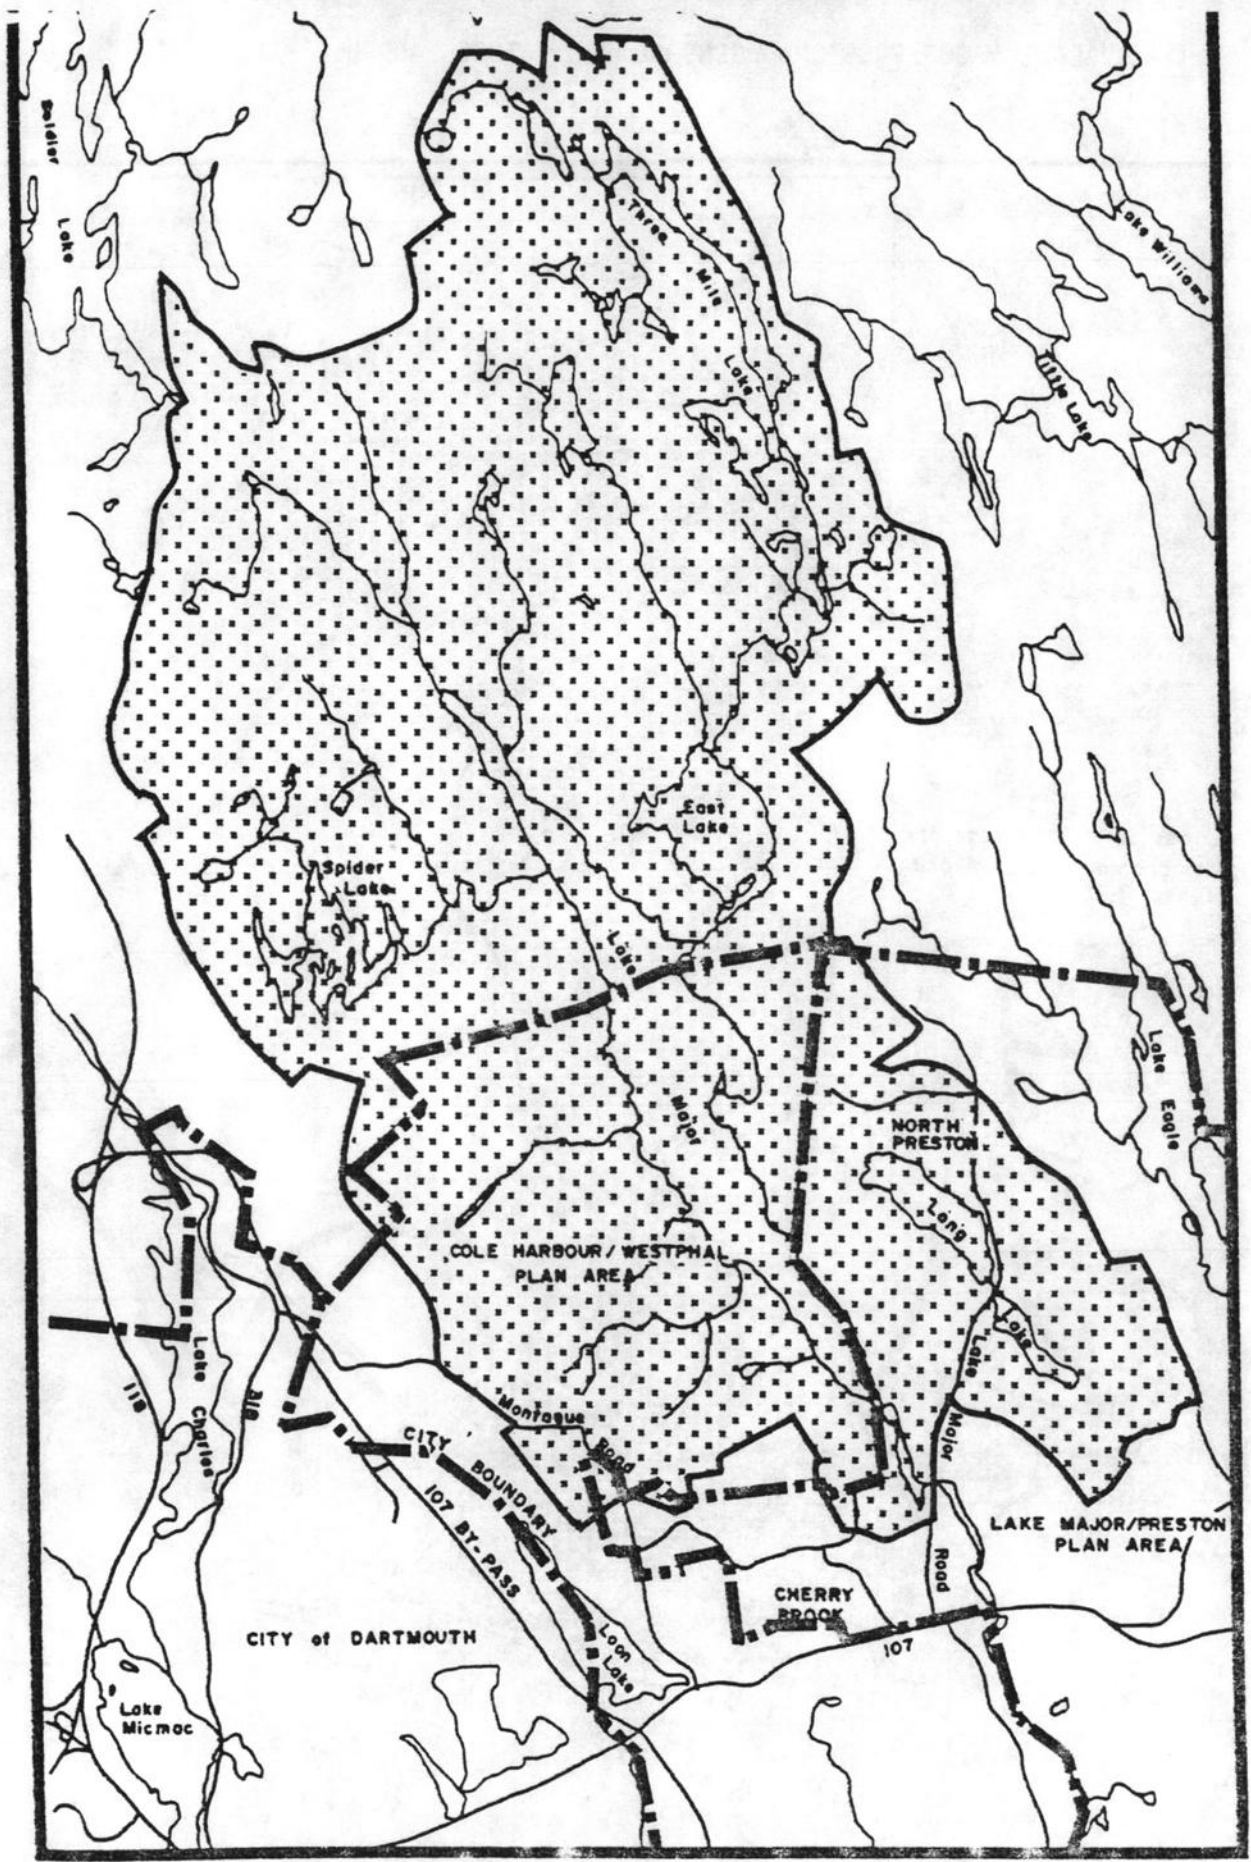 Soldier
Lake
Lake Williams
Three
Mile
Lake
Tittle Lake
East
Lake
Spider
Lake
Lake
Major
Lake
Eagle
NORTH
PRESTON
Long
Lake
COLE HARBOUR/WESTPHAL
PLAN AREA
Lake
Charles
118
318
Montague
Road
CITY
BOUNDARY
107 BY-PASS
Lake
Major
Road
LAKE MAJOR/PRESTON
PLAN AREA
CHERRY
BROOK
107
CITY of DARTMOUTH
Loon
Lake
Lake
Micmac